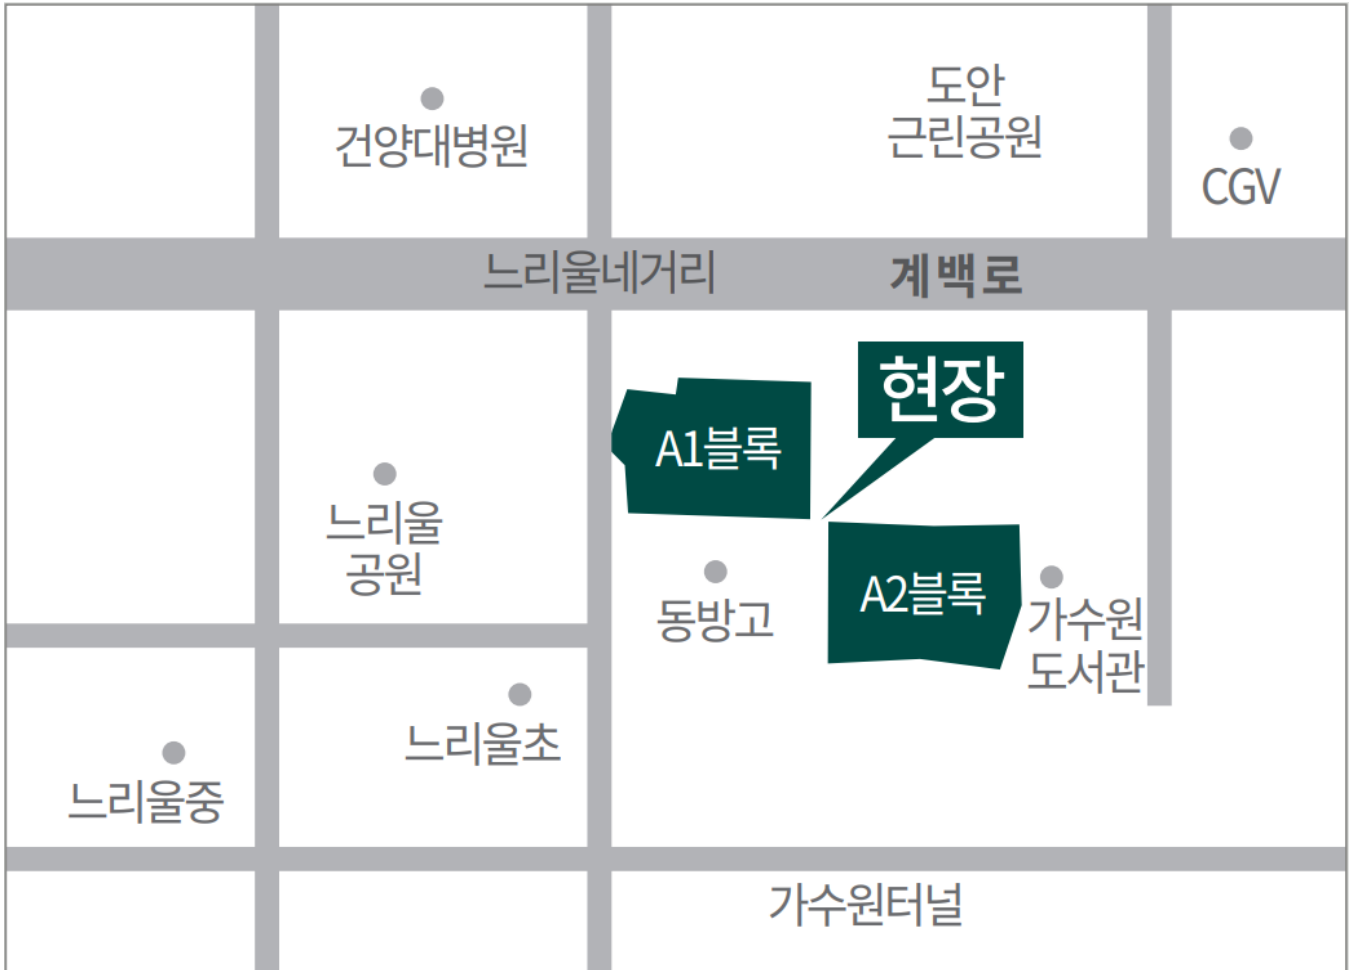 도안
근린공원
건양대병원
CGV
느리울네거리
계백로
현장
A1블록
느리울
공원
A2블록
동방고
가수원
도서관
느리울초
느리울중
가수원터널